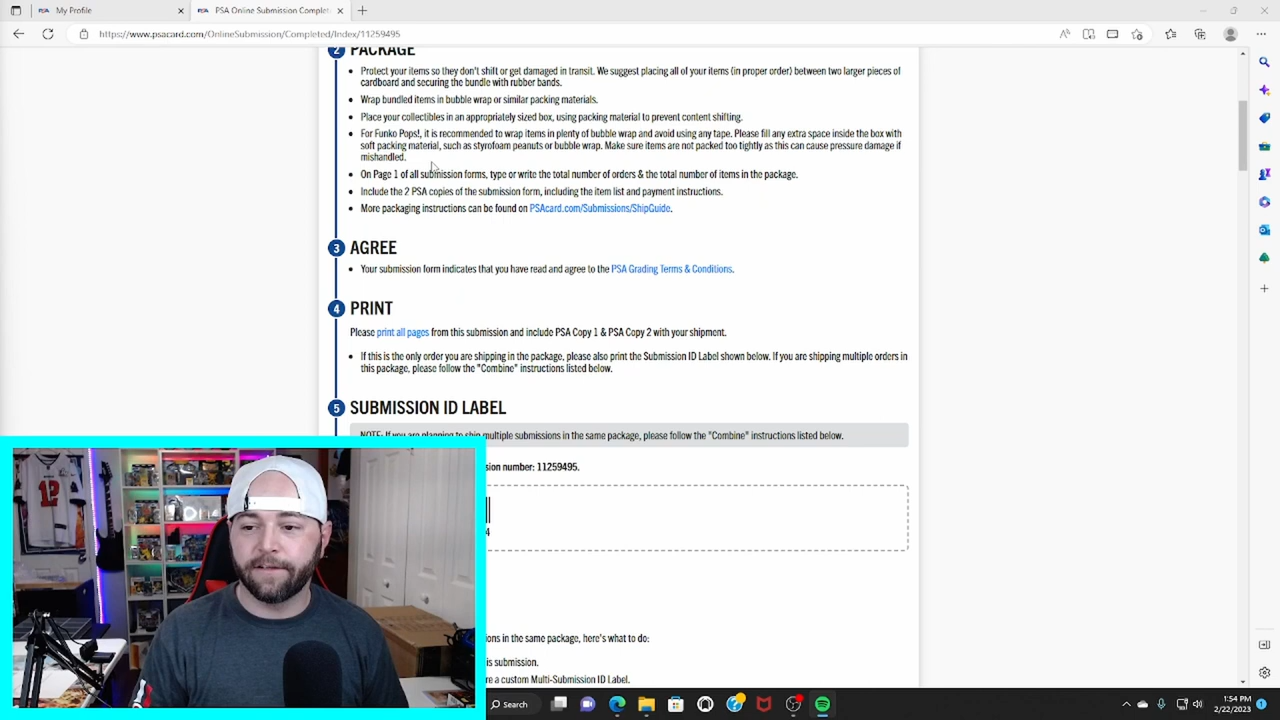 My Profile
PSA Online Submission Complet
https://www.psacard.com/OnlineSubmission/Completed/Index/11259495
2 PACKAGE
Protect your items so they don't shift or get damaged in transit. We suggest placing all of your items (in proper order) between two larger pieces of
cardboard and securing the bundle with rubber bands.
Wrap bundled items in bubble wrap or similar packing materials.
Place your collectibles in an appropriately sized box, using packing material to prevent content shifting.
For Funko Pops!, it is recommended to wrap items in plenty of bubble wrap and avoid using any tape. Please fill any extra space inside the box with
soft packing material, such as styrofoam peanuts or bubble wrap. Make sure items are not packed too tightly as this can cause pressure damage if
mishandled.
On Page 1 of all submission forms, type or write the total number of orders & the total number of items in the package.
Include the 2 PSA copies of the submission form, including the item list and payment instructions.
More packaging instructions can be found on PSAcard.com/Submissions/ShipGuide.
3 AGREE
Your submission form indicates that you have read and agree to the PSA Grading Terms & Conditions.
4 PRINT
Please print all pages from this submission and include PSA Copy 1 & PSA Copy 2 with your shipment.
If this is the only order you are shipping in the package, please also print the Submission ID Label shown below. If you are shipping multiple orders in
this package, please follow the "Combine" instructions listed below.
5 SUBMISSION ID LABEL
NOTE: If you are planning to ship multiple submissions in the same package, please follow the "Combine" instructions listed below.
sion number: 11259495.
4
12
ons in the same package, here's what to do:
is submission.
re a custom Multi-Submission ID Label.
Search
1:54 PM
2/22/2023